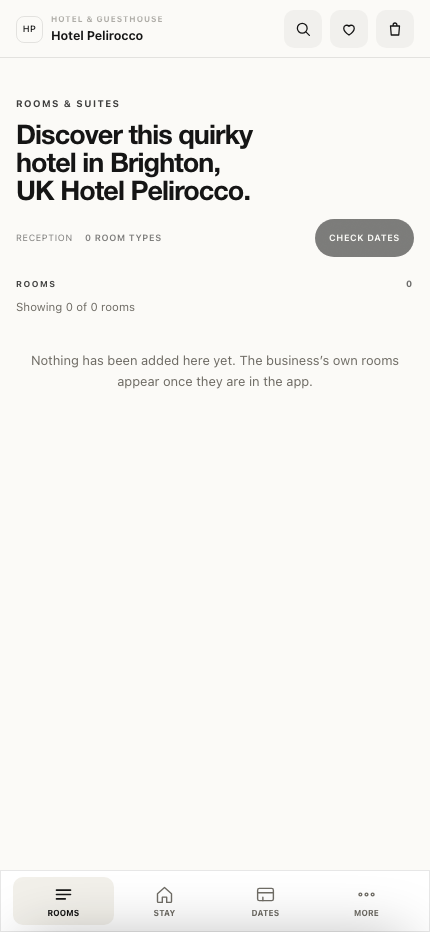 HP
HOTEL & GUESTHOUSE
Hotel Pelirocco
ROOMS & SUITES
Discover this quirky
hotel in Brighton,
UK Hotel Pelirocco.
RECEPTION 0 ROOM TYPES
CHECK DATES
ROOMS 0
Showing 0 of 0 rooms
Nothing has been added here yet. The business's own rooms
appear once they are in the app.
ROOMS STAY DATES MORE